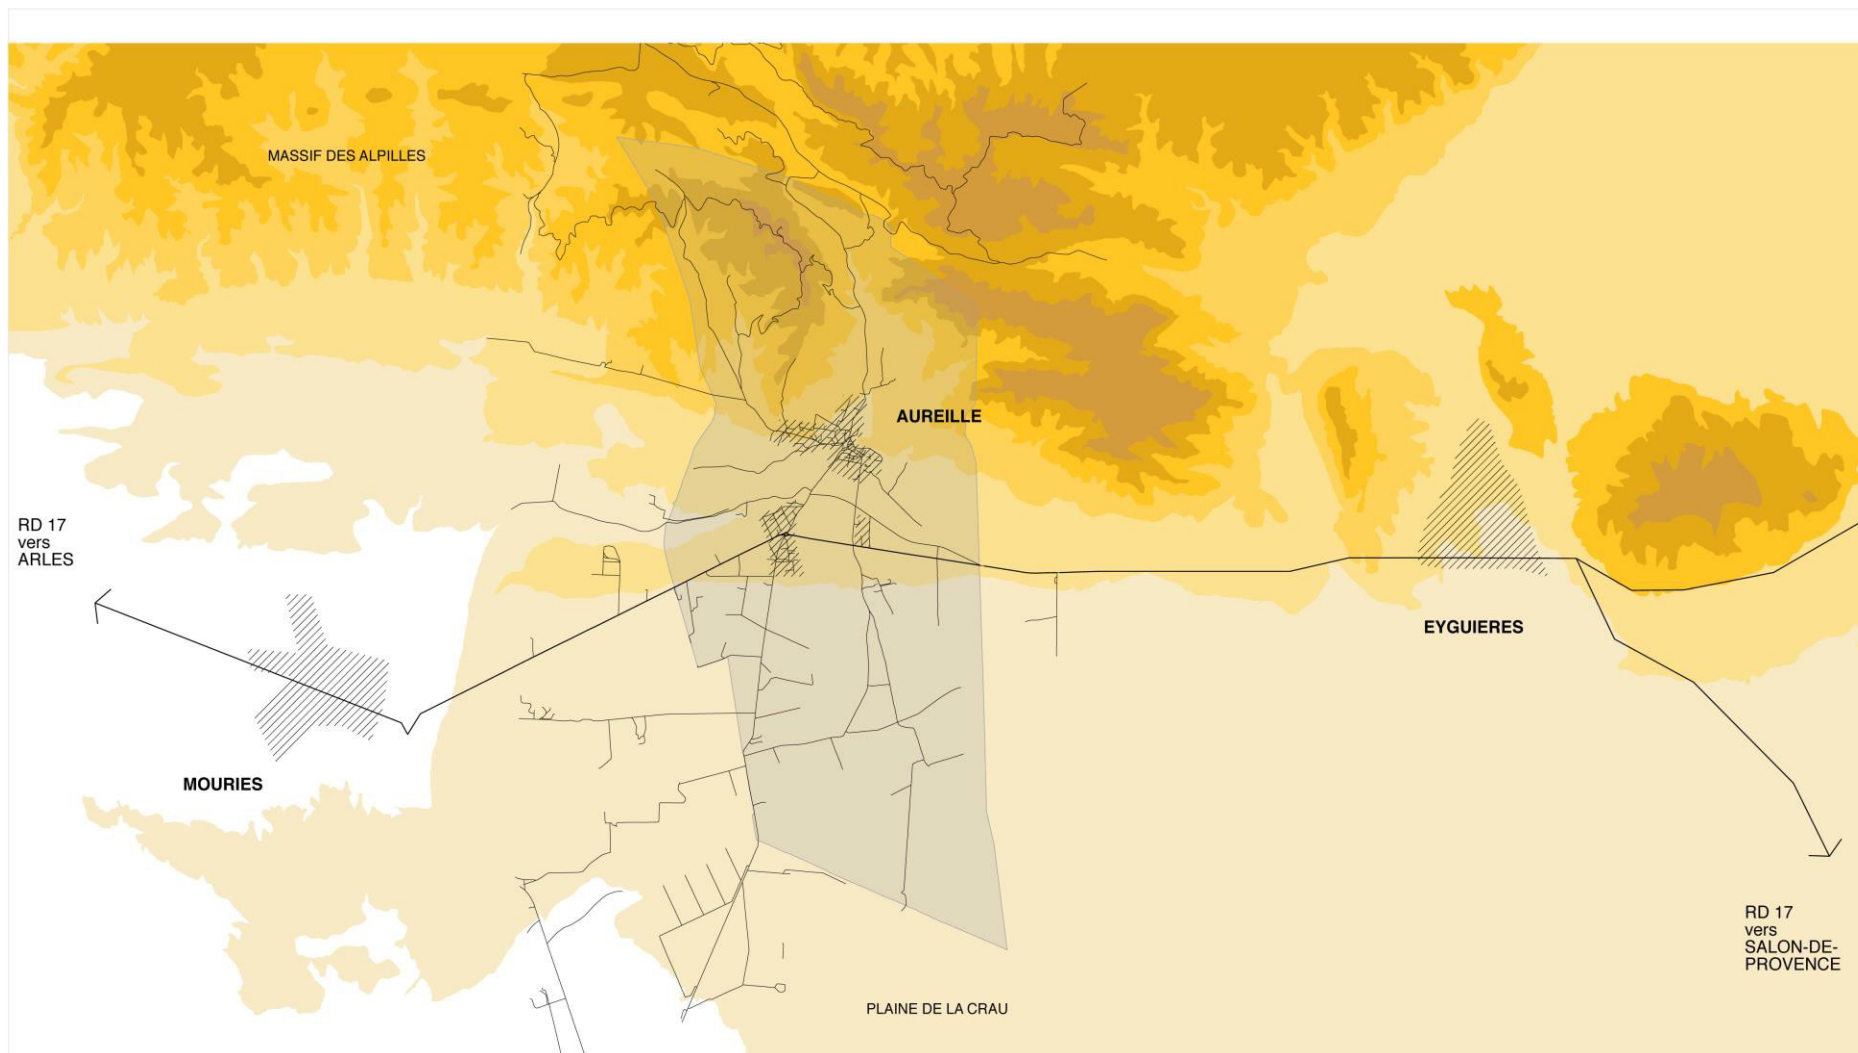 MASSIF DES ALPILLES
AUREILLE
RD 17
vers
ARLES
EYGUIERES
MOURIES
RD 17
vers
SALON-DE-
PROVENCE
PLAINE DE LA CRAU